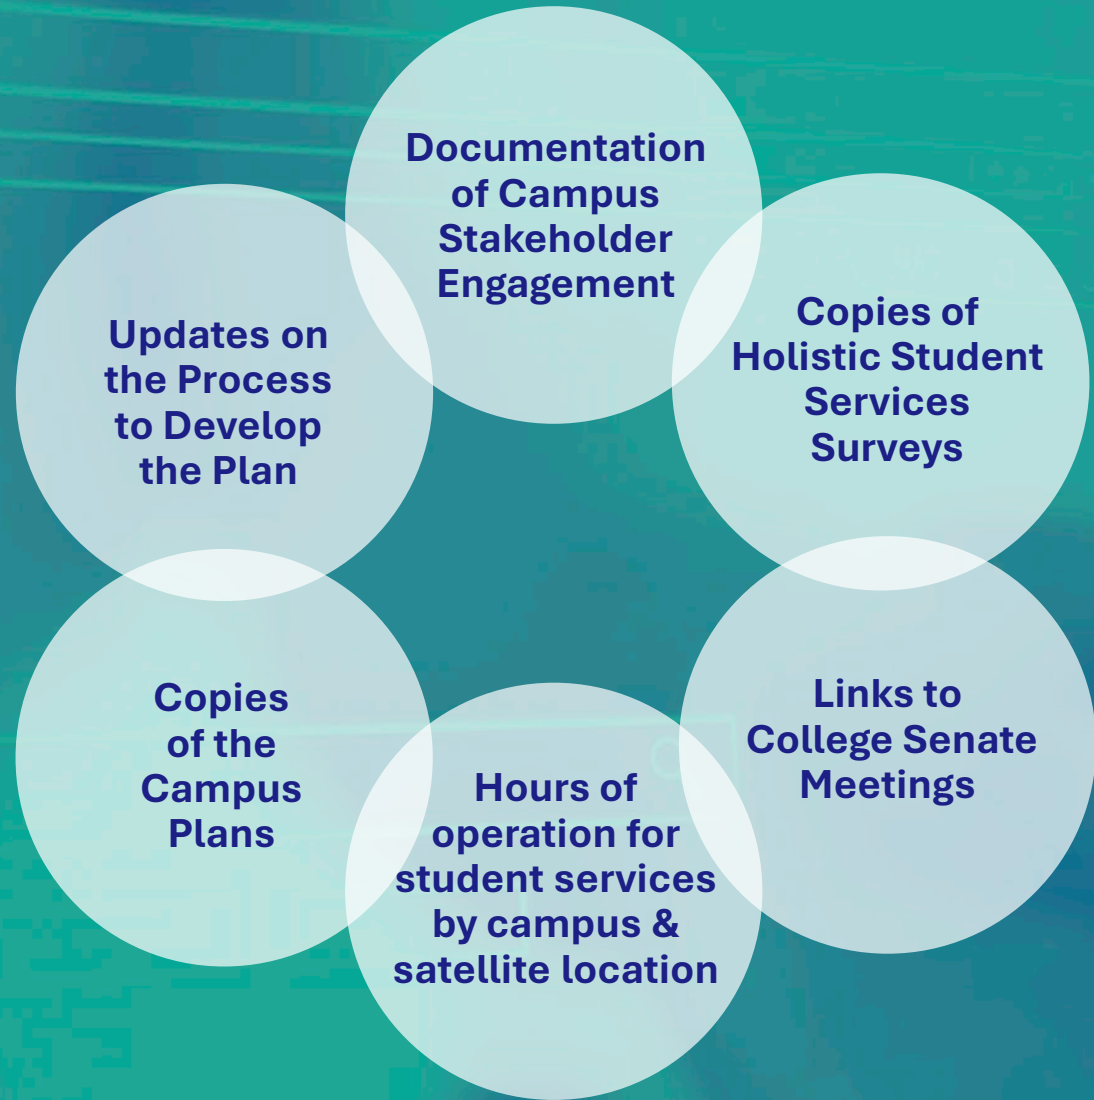 Documentation
of Campus
Stakeholder
Engagement
Copies of
Holistic Student
Services
Surveys
Links to
College Senate
Meetings
Hours of
operation for
student services
by campus &
satellite location
Copies
of the
Campus
Plans
Updates on
the Process
to Develop
the Plan